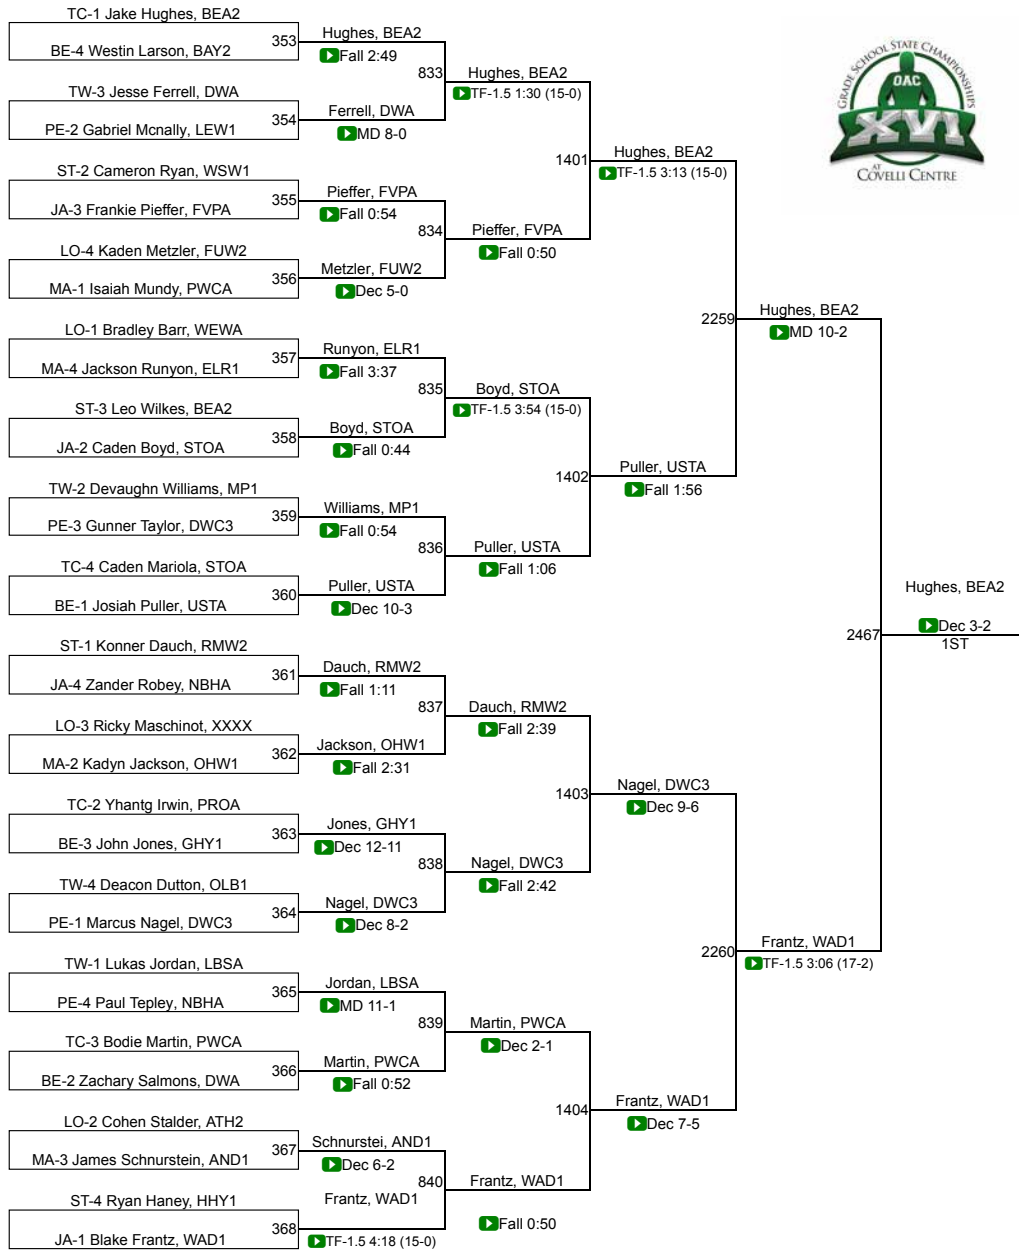 TC-1 Jake Hughes, BEA2
BE-4 Westin Larson, BAY2
353
TW-3 Jesse Ferrell, DWA
PE-2 Gabriel Mcnally, LEW1
354
ST-2 Cameron Ryan, WSW1
JA-3 Frankie Pieffer, FVPA
355
LO-4 Kaden Metzler, FUW2
MA-1 Isaiah Mundy, PWCA
356
LO-1 Bradley Barr, WEWA
MA-4 Jackson Runyon, ELR1
357
ST-3 Leo Wilkes, BEA2
JA-2 Caden Boyd, STOA
358
TW-2 Devaughn Williams, MP1
PE-3 Gunner Taylor, DWC3
359
TC-4 Caden Mariola, STOA
BE-1 Josiah Puller, USTA
360
ST-1 Konner Dauch, RMW2
JA-4 Zander Robey, NBHA
361
LO-3 Ricky Maschinot, XXXX
MA-2 Kadyn Jackson, OHW1
362
TC-2 Yhantg Irwin, PROA
BE-3 John Jones, GHY1
363
TW-4 Deacon Dutton, OLB1
PE-1 Marcus Nagel, DWC3
364
TW-1 Lukas Jordan, LBSA
PE-4 Paul Tepley, NBHA
365
TC-3 Bodie Martin, PWCA
BE-2 Zachary Salmons, DWA
366
LO-2 Cohen Stalder, ATH2
MA-3 James Schnurstein, AND1
367
ST-4 Ryan Haney, HHY1
JA-1 Blake Frantz, WAD1
368
Hughes, BEA2
Fall 2:49
833
Ferrell, DWA
MD 8-0
Pieffer, FVPA
Fall 0:54
834
Metzler, FUW2
Dec 5-0
Runyon, ELR1
Fall 3:37
835
Boyd, STOA
Fall 0:44
Williams, MP1
Fall 0:54
836
Puller, USTA
Dec 10-3
Dauch, RMW2
Fall 1:11
837
Jackson, OHW1
Fall 2:31
Jones, GHY1
Dec 12-11
838
Nagel, DWC3
Dec 8-2
Jordan, LBSA
MD 11-1
839
Martin, PWCA
Fall 0:52
Schnurstei, AND1
Dec 6-2
840
Frantz, WAD1
TF-1.5 4:18 (15-0)
Hughes, BEA2
TF-1.5 1:30 (15-0)
1401
Pieffer, FVPA
Fall 0:50
Boyd, STOA
TF-1.5 3:54 (15-0)
1402
Puller, USTA
Fall 1:06
Dauch, RMW2
Fall 2:39
1403
Nagel, DWC3
Fall 2:42
Martin, PWCA
Dec 2-1
1404
Frantz, WAD1
Fall 0:50
Hughes, BEA2
TF-1.5 3:13 (15-0)
2259
Puller, USTA
Fall 1:56
Nagel, DWC3
Dec 9-6
2260
Frantz, WAD1
Dec 7-5
Hughes, BEA2
MD 10-2
2467
Frantz, WAD1
TF-1.5 3:06 (17-2)
Hughes, BEA2
Dec 3-2
1ST
GRADE SCHOOL STATE CHAMPIONSHIPS
OAC
XVI
AT
COVELLI CENTRE